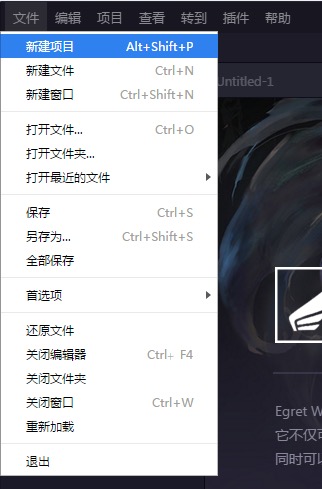 文件 编辑 项目 查看 转到 插件 帮助
新建项目 Alt+Shift+P
新建文件 Ctrl+N
新建窗口 Ctrl+Shift+N
Untitled-1
打开文件... Ctrl+O
打开文件夹...
打开最近的文件
保存 Ctrl+S
另存为... Ctrl+Shift+S
全部保存
首选项
还原文件
关闭编辑器 Ctrl+ F4
关闭文件夹
关闭窗口 Ctrl+W
重新加载
退出
Egret W
它不仅可
同时可以